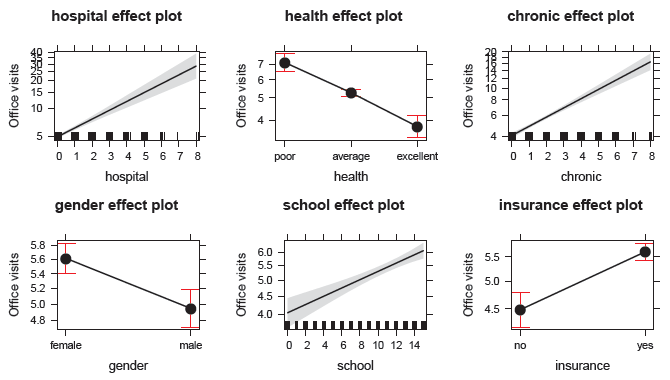 hospital effect plot
Office visits
40
35
30
25
20
15
10
5
0 1 2 3 4 5 6 7 8
hospital
health effect plot
Office visits
7
6
5
4
poor average excellent
health
chronic effect plot
Office visits
20
18
16
14
12
10
8
6
4
0 1 2 3 4 5 6 7 8
chronic
gender effect plot
Office visits
5.8
5.6
5.4
5.2
5.0
4.8
female male
gender
school effect plot
Office visits
6.0
5.5
5.0
4.5
4.0
0 2 4 6 8 10 12 14
school
insurance effect plot
Office visits
5.5
5.0
4.5
no yes
insurance